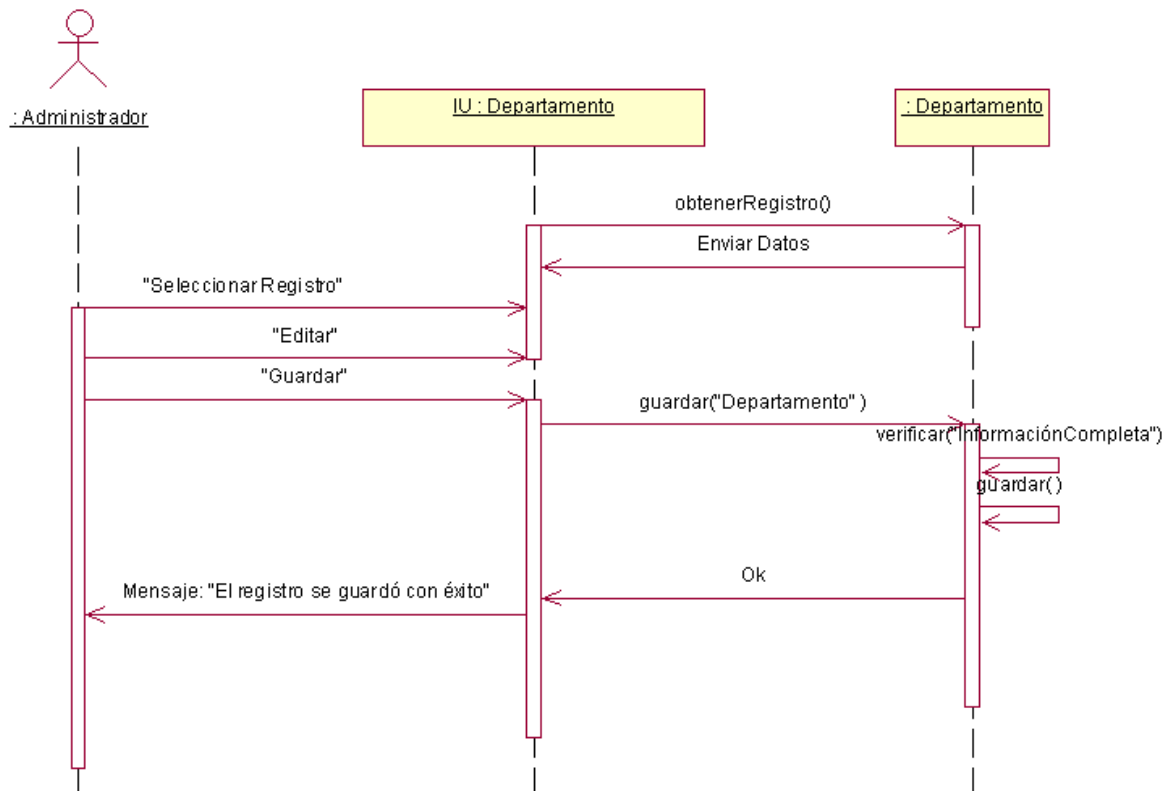 : Administrador
IU : Departamento
: Departamento
obtenerRegistro()
Enviar Datos
"Seleccionar Registro"
"Editar"
"Guardar"
guardar("Departamento" )
verificar("InformaciónCompleta")
guardar( )
Ok
Mensaje: "El registro se guardó con éxito"